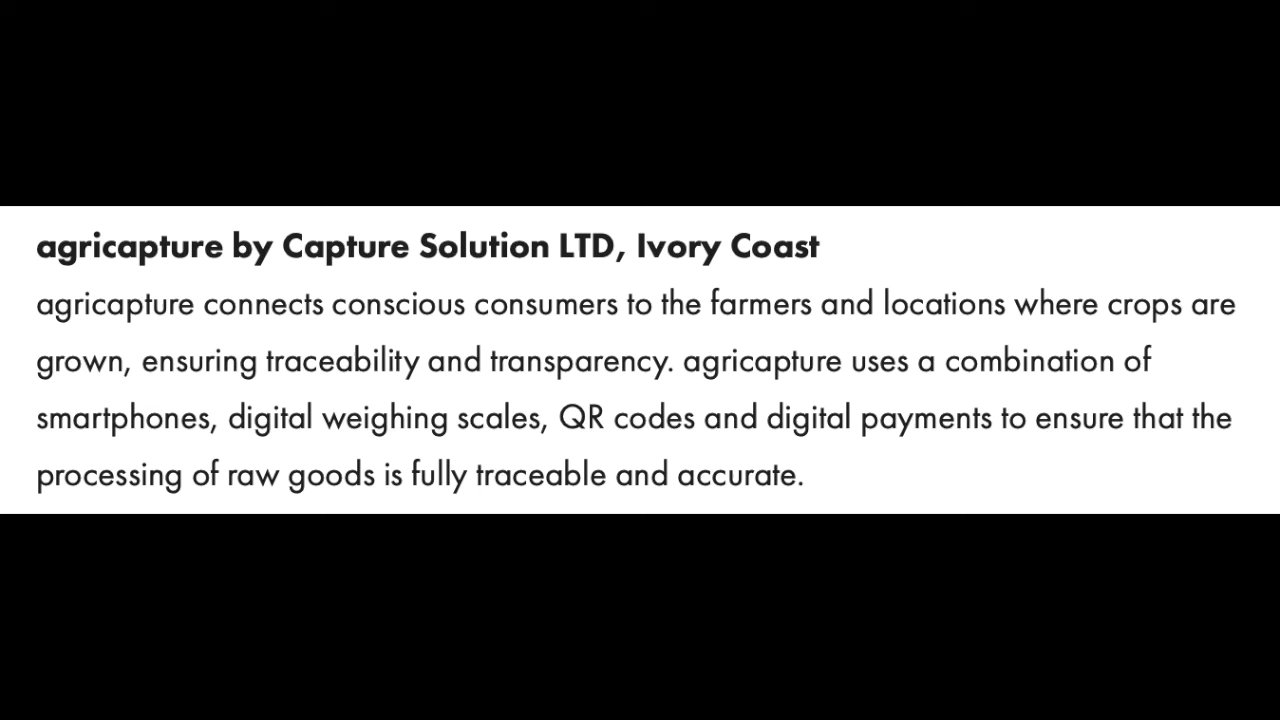 agricapture by Capture Solution LTD, Ivory Coast
agricapture connects conscious consumers to the farmers and locations where crops are
grown, ensuring traceability and transparency. agricapture uses a combination of
smartphones, digital weighing scales, QR codes and digital payments to ensure that the
processing of raw goods is fully traceable and accurate.